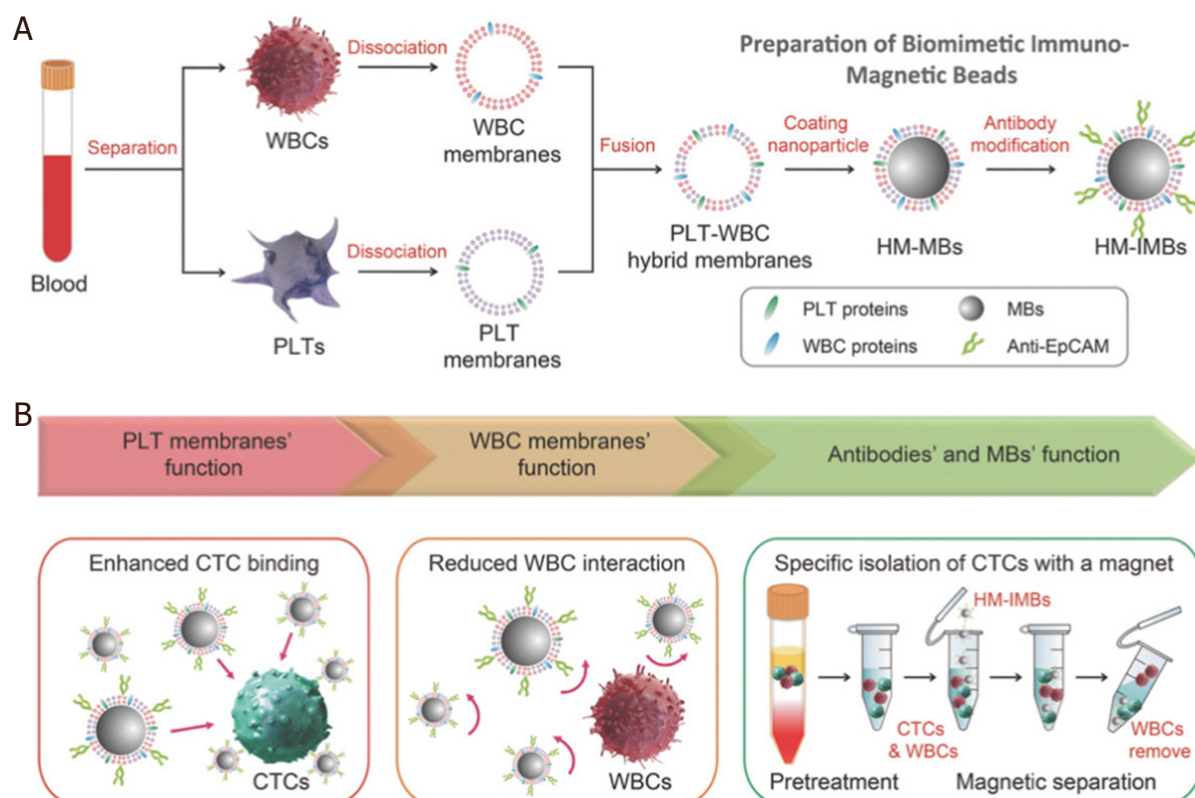 A
Preparation of Biomimetic Immuno-
Magnetic Beads
Blood
Separation
WBCs
Dissociation
WBC
membranes
PLTs
Dissociation
PLT
membranes
Fusion
PLT-WBC
hybrid membranes
Coating
nanoparticle
HM-MBs
Antibody
modification
HM-IMBs
PLT proteins
MBs
WBC proteins
Anti-EpCAM
B
PLT membranes’
function
WBC membranes’
function
Antibodies’ and MBs’ function
Enhanced CTC binding
CTCs
Reduced WBC interaction
WBCs
Specific isolation of CTCs with a magnet
HM-IMBs
CTCs
& WBCs
WBCs
remove
Pretreatment
Magnetic separation